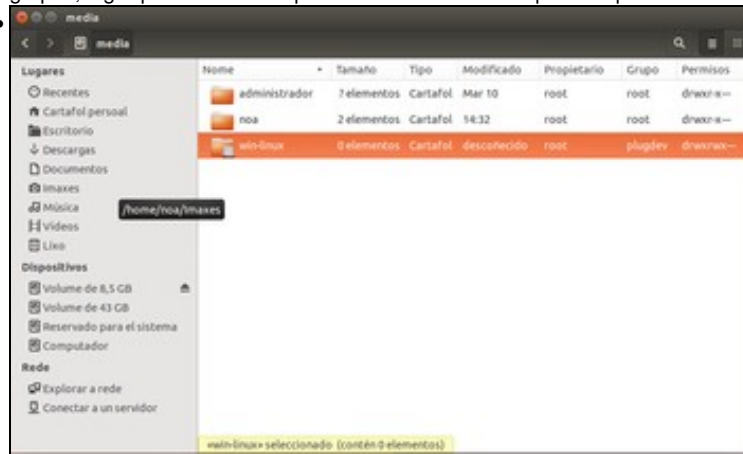 media
media
Lugares
Recentes
Cartafol persoal
Escritorio
Descargas
Documentos
Imaxes
Música
Vídeos
Lixo
Dispositivos
Volume de 8,5 GB
Volume de 43 GB
Reservado para el sistema
Computador
Rede
Explorar a rede
Conectar a un servidor
/home/noa/Imaxes
Nome Tamaño Tipo Modificado Propietario Grupo Permisos
administrador ? elementos Cartafol Mar 10 root root drwxr-x---
noa 2 elementos Cartafol 14:32 root root drwxr-x---
win-linux 0 elementos Cartafol descoñecido root plugdev drwxrwx---
«win-linux» seleccionado (contén 0 elementos)